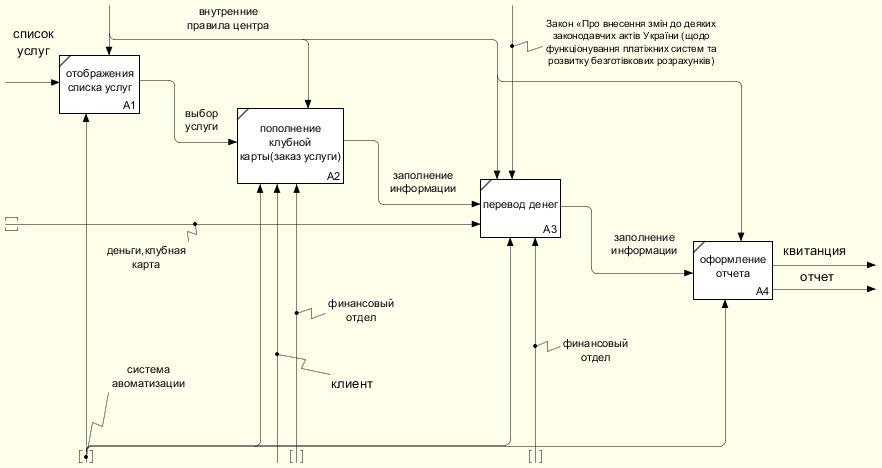 список
услуг
внутренние
правила центра
Закон «Про внесення змін до деяких
законодавчих актів України (щодо
функціонування платіжних систем та
розвитку безготівкових розрахунків)
отображения
списка услуг
A1
выбор
услуги
пополнение
клубной
карты(заказ услуги)
A2
заполнение
информации
перевод денег
A3
деньги,клубная
карта
заполнение
информации
оформление
отчета
A4
квитанция
отчет
финансовый
отдел
финансовый
отдел
система
авоматизации
клиент